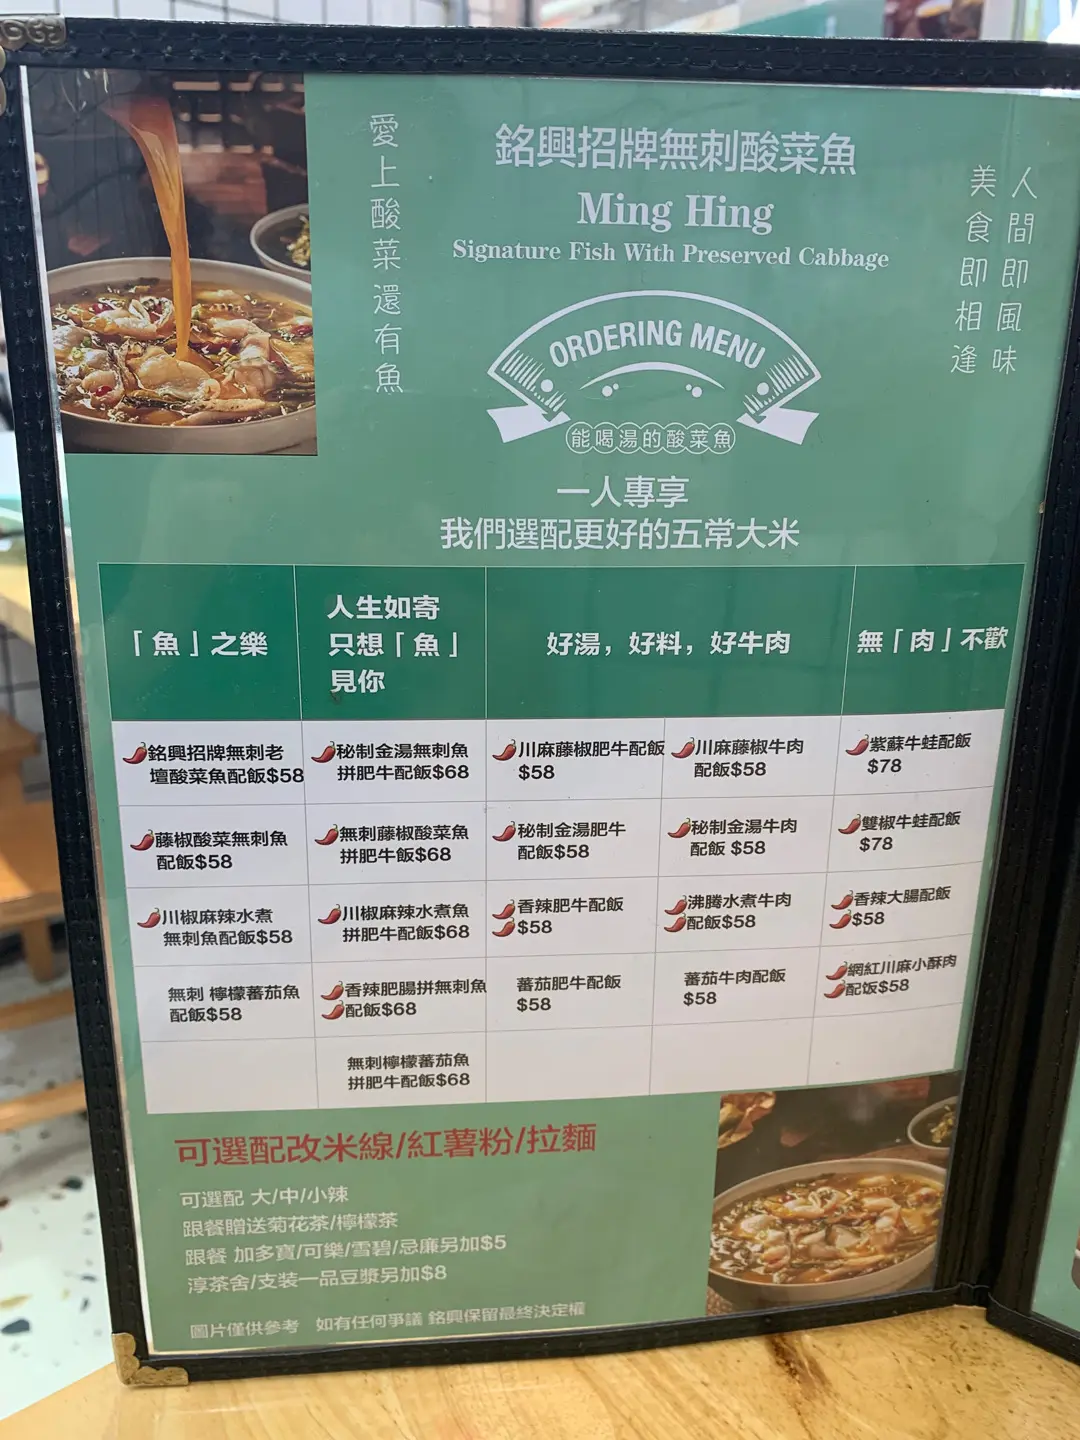 愛上酸菜還有魚
銘興招牌無刺酸菜魚
Ming Hing
Signature Fish With Preserved Cabbage
人間即風味
美食即相逢
ORDERING MENU
能喝湯的酸菜魚
一人專享
我們選配更好的五常大米
「魚」之樂
人生如寄
只想「魚」
見你
好湯，好料，好牛肉
無「肉」不歡
銘興招牌無刺老
壇酸菜魚配飯$58
秘制金湯無刺魚
拼肥牛配飯$68
川麻藤椒肥牛配飯
$58
川麻藤椒牛肉
配飯$58
紫蘇牛蛙配飯
$78
藤椒酸菜無刺魚
配飯$58
無刺藤椒酸菜魚
拼肥牛飯$68
秘制金湯肥牛
配飯$58
秘制金湯牛肉
配飯 $58
雙椒牛蛙配飯
$78
川椒麻辣水煮
無刺魚配飯$58
川椒麻辣水煮魚
拼肥牛配飯$68
香辣肥牛配飯
$58
沸騰水煮牛肉
配飯$58
香辣大腸配飯
$58
無刺 檸檬蕃茄魚
配飯$58
香辣肥腸拼無刺魚
配飯$68
蕃茄肥牛配飯
$58
蕃茄牛肉配飯
$58
網紅川麻小酥肉
配饭$58
無刺檸檬蕃茄魚
拼肥牛配飯$68
可選配改米線/紅薯粉/拉麵
可選配 大/中/小辣
跟餐贈送菊花茶/檸檬茶
跟餐 加多寶/可樂/雪碧/忌廉另加$5
淳茶舍/支裝一品豆漿另加$8
圖片僅供參考 如有任何爭議 銘興保留最終決定權